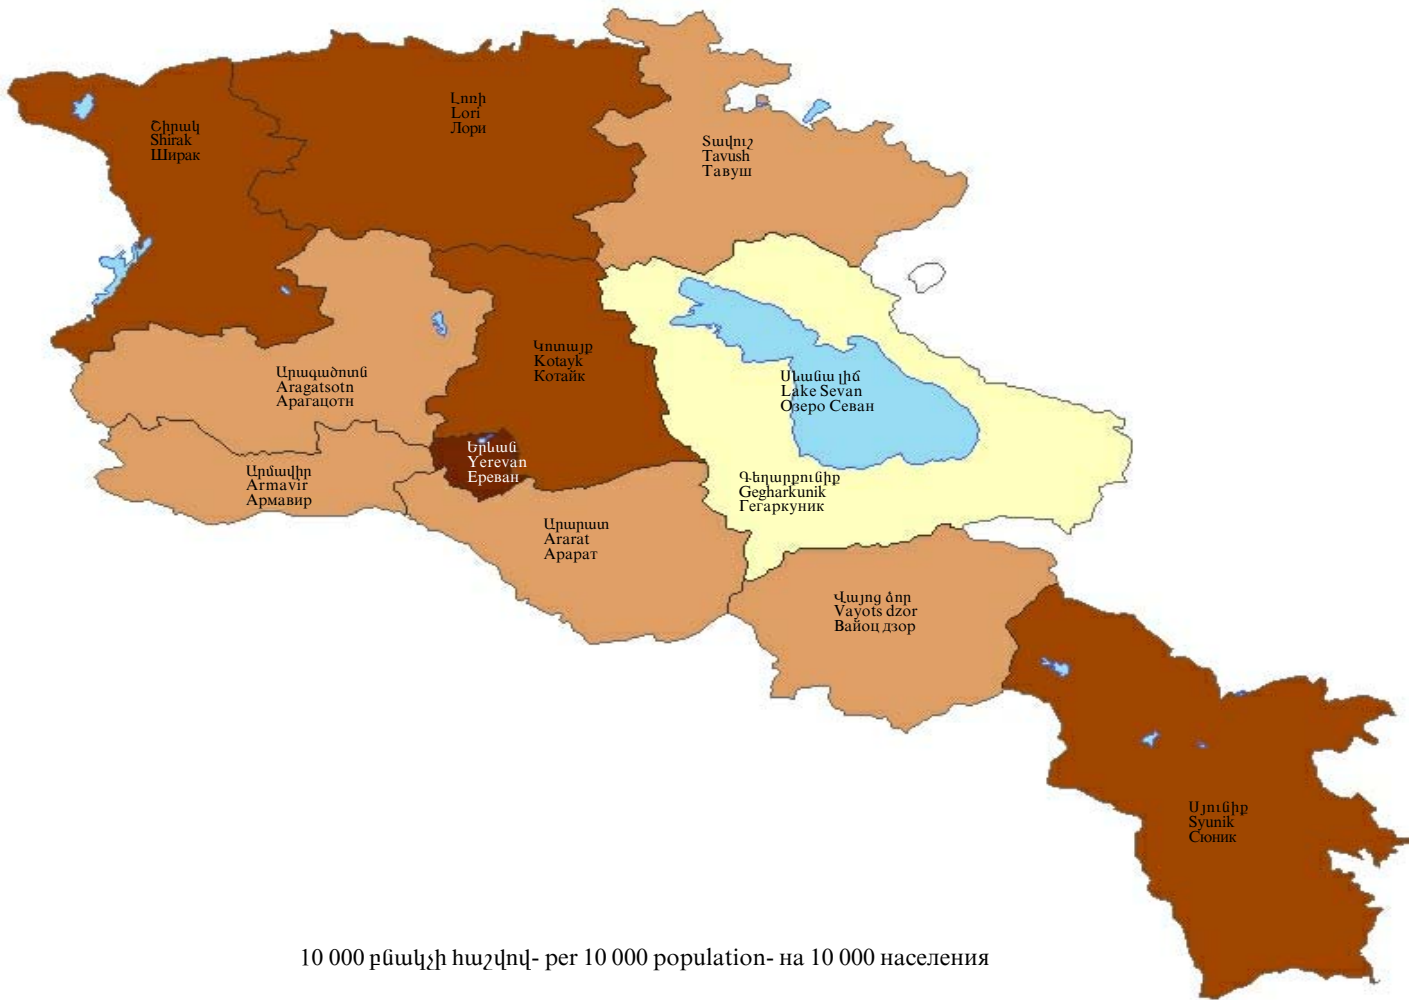 Լոռի
Lori
Лори
Շիրակ
Shirak
Ширак
Տավուշ
Tavush
Тавуш
Կոտայք
Kotayk
Котайк
Արագածոտն
Aragatsotn
Арагацотн
Սևանա լիճ
Lake Sevan
Озеро Севан
Երևան
Yerevan
Ереван
Արմավիր
Armavir
Армавир
Գեղարքունիք
Gegharkunik
Гегаркуник
Արարատ
Ararat
Арарат
Վայոց ձոր
Vayots dzor
Вайоц дзор
Սյունիք
Syunik
Сюник
10 000 բնակչի հաշվով- per 10 000 population- на 10 000 населения